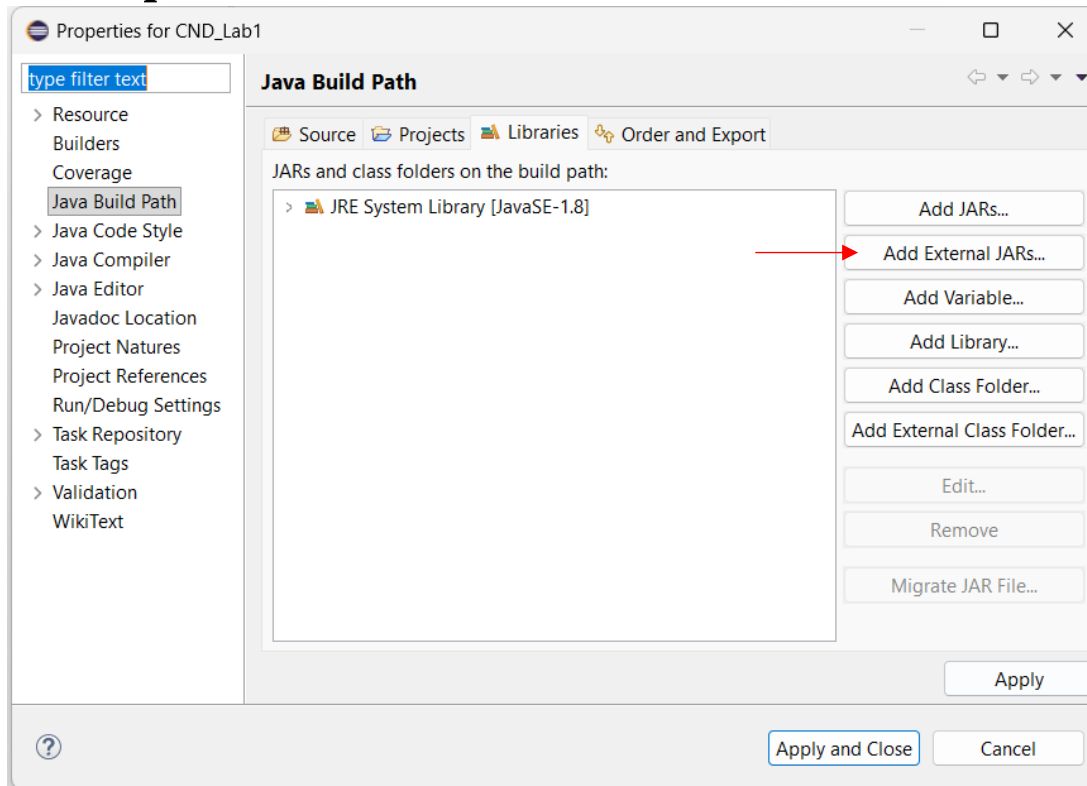 Properties for CND_Lab1
type filter text
Java Build Path
Resource
Builders
Coverage
Java Build Path
Java Code Style
Java Compiler
Java Editor
Javadoc Location
Project Natures
Project References
Run/Debug Settings
Task Repository
Task Tags
Validation
WikiText
Source Projects Libraries Order and Export
JARs and class folders on the build path:
JRE System Library [JavaSE-1.8]
Add JARs...
Add External JARs...
Add Variable...
Add Library...
Add Class Folder...
Add External Class Folder...
Edit...
Remove
Migrate JAR File...
Apply
Apply and Close
Cancel